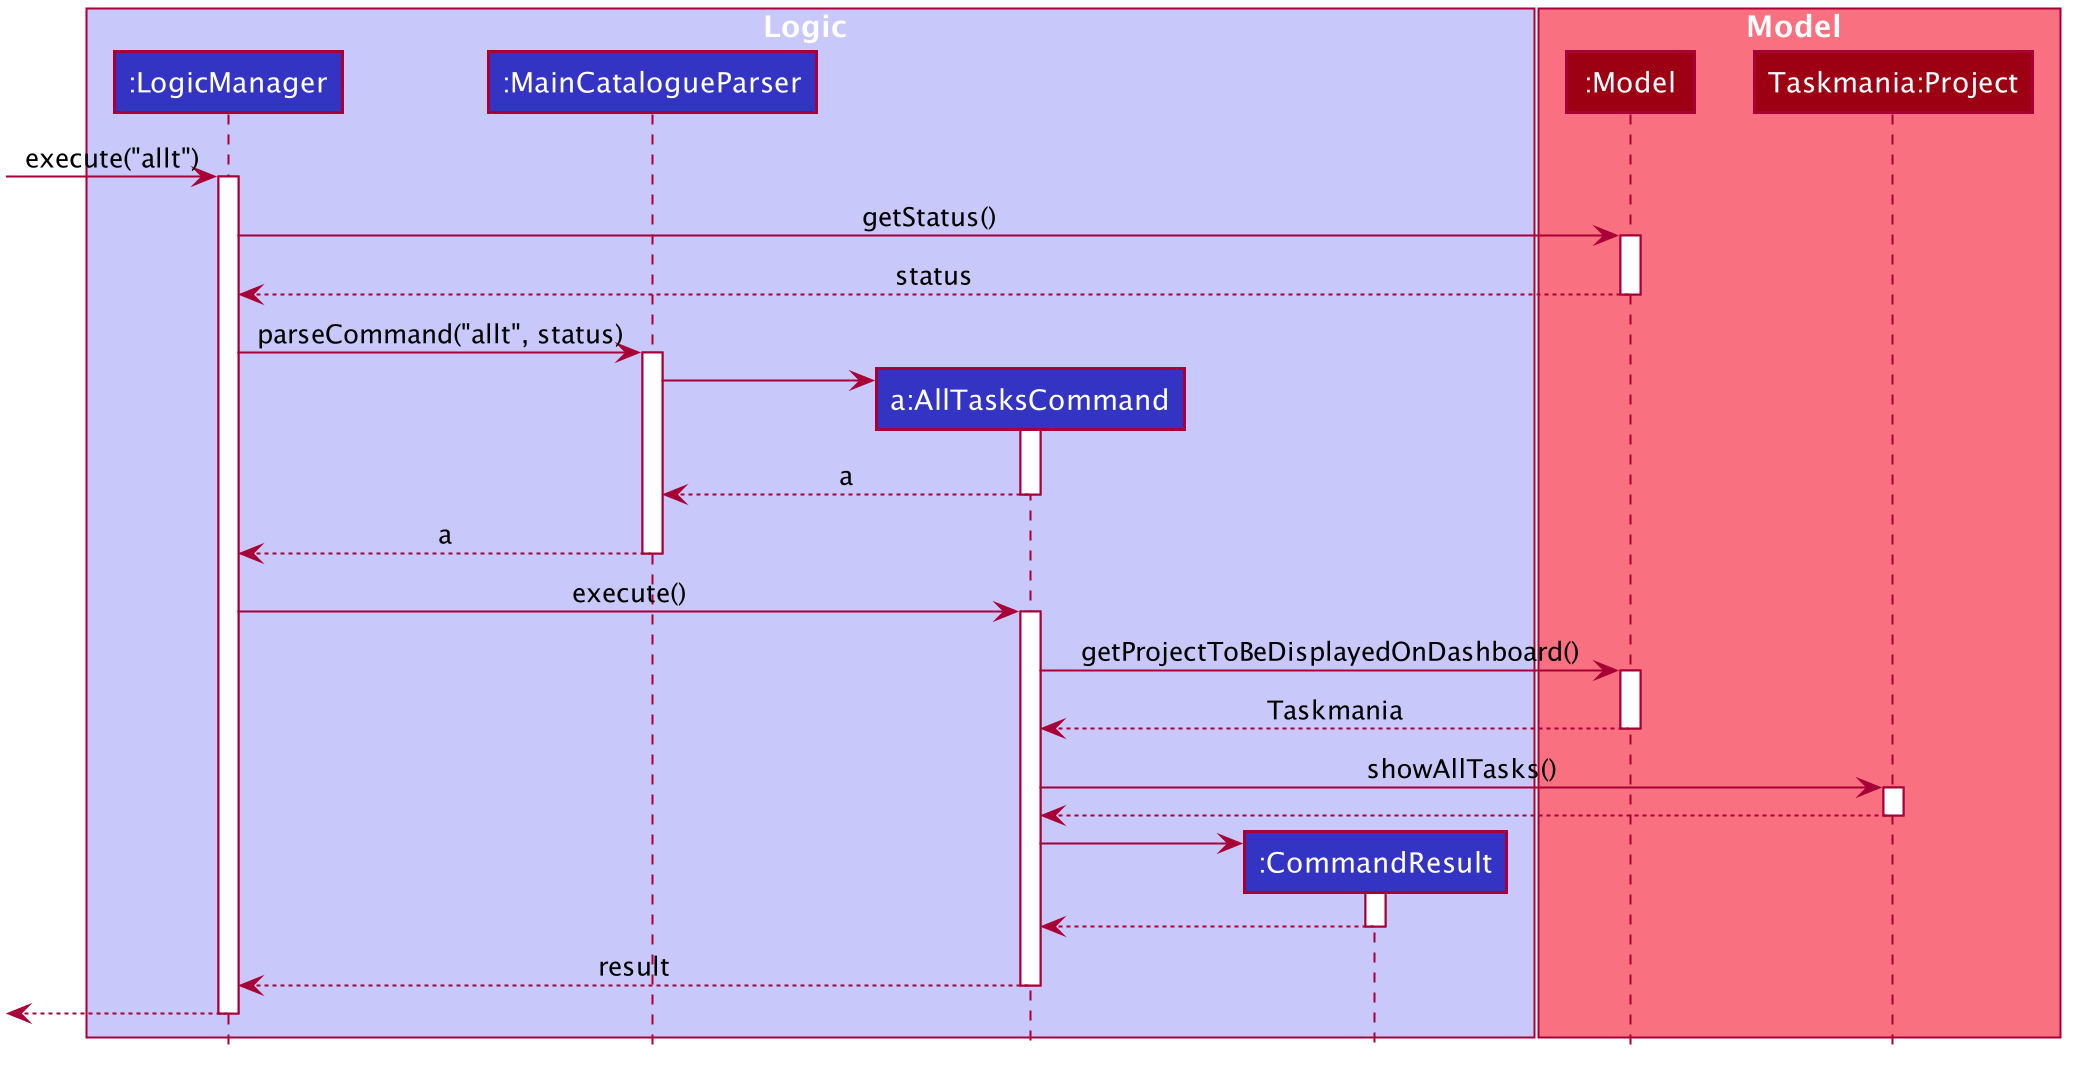 Logic
Model
:LogicManager
:MainCatalogueParser
:Model
Taskmania:Project
execute("allt")
getStatus()
status
parseCommand("allt", status)
a:AllTasksCommand
a
a
execute()
getProjectToBeDisplayedOnDashboard()
Taskmania
showAllTasks()
:CommandResult
result